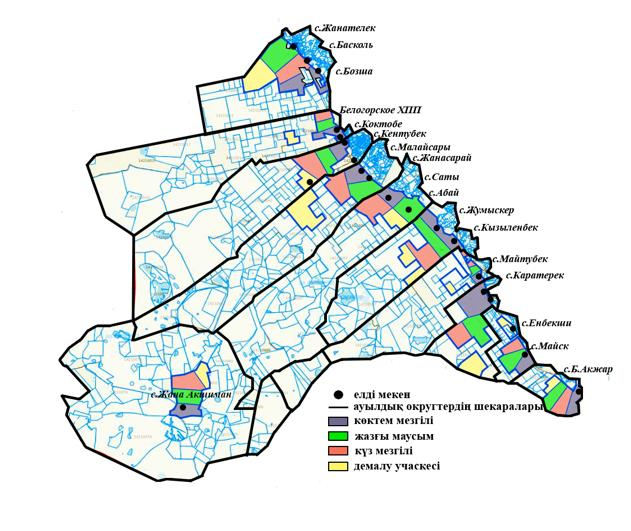 с.Жанателек
с.Басколь
с.Бозша
Белогорское ХПП
с.Коктобе
с.Кентубек
с.Малайсары
с.Жанасарай
с.Саты
с.Абай
с.Жумыскер
с.Кызыленбек
с.Майтубек
с.Каратерек
с.Енбекши
с.Майск
с.Б.Акжар
с.Жана Акшиман
елді мекен
ауылдық округтердің шекаралары
көктем мезгілі
жазғы маусым
күз мезгілі
демалу учаскесі